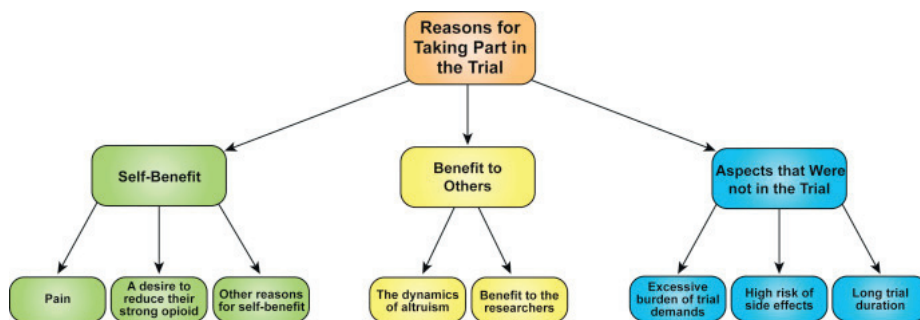 Reasons for
Taking Part in
the Trial
Self-Benefit
Benefit to
Others
Aspects that Were
not in the Trial
Pain
A desire to
reduce their
strong opioid
Other reasons
for self-benefit
The dynamics
of altruism
Benefit to the
researchers
Excessive
burden of trial
demands
High risk of
side effects
Long trial
duration